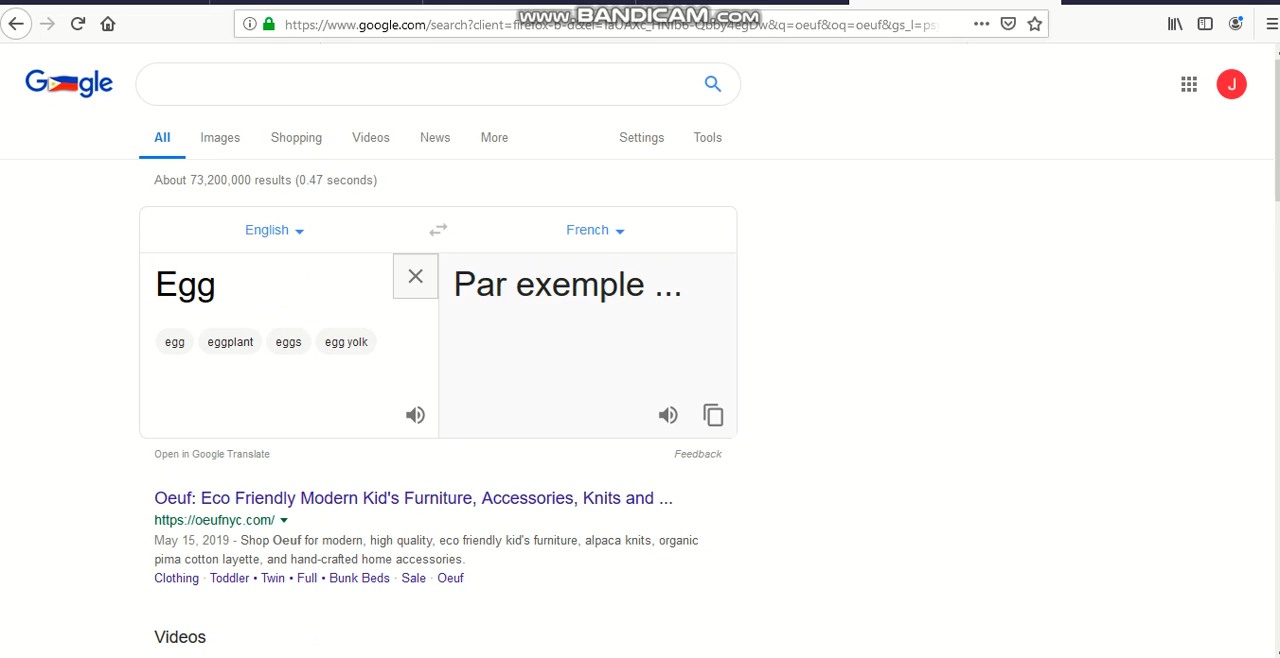 www.BANDICAM.com
https://www.google.com/search?client=firefox-b-d&ei=
&q=oeuf&oq=oeuf&gs_l=psy
Google
J
All Images Shopping Videos News More Settings Tools
About 73,200,000 results (0.47 seconds)
English French
Egg Par exemple ...
egg eggplant eggs egg yolk
Open in Google Translate Feedback
Oeuf: Eco Friendly Modern Kid's Furniture, Accessories, Knits and ...
https://oeufnyc.com/
May 15, 2019 - Shop Oeuf for modern, high quality, eco friendly kid's furniture, alpaca knits, organic
pima cotton layette, and hand-crafted home accessories.
Clothing · Toddler • Twin • Full • Bunk Beds · Sale · Oeuf
Videos